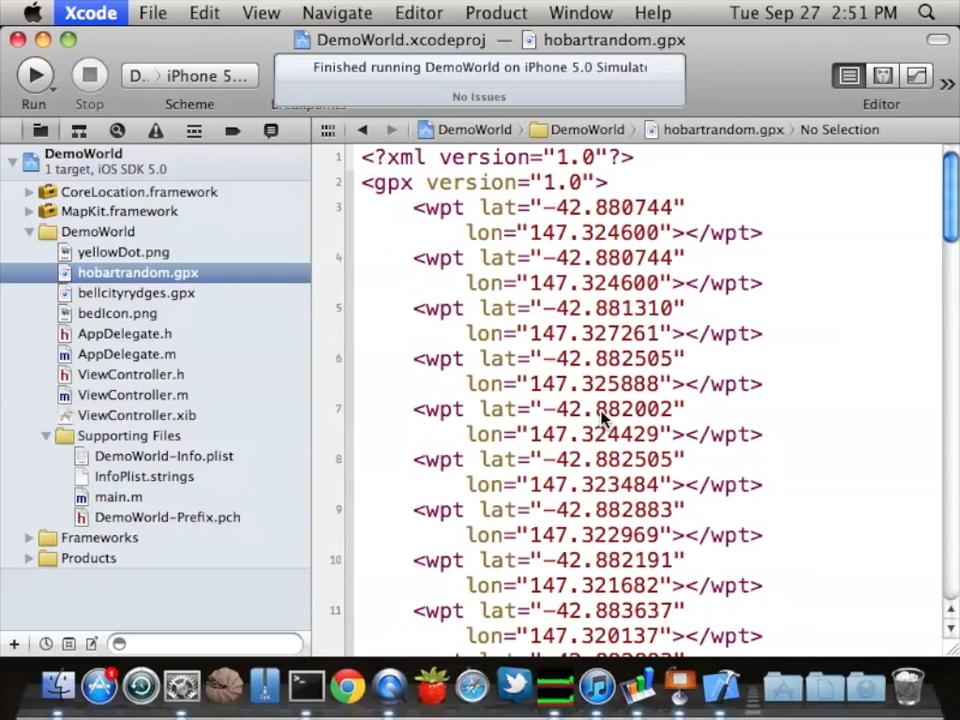 Xcode File Edit View Navigate Editor Product Window Help Tue Sep 27 2:51 PM
DemoWorld.xcodeproj — hobartrandom.gpx
D... iPhone 5...
Finished running DemoWorld on iPhone 5.0 Simulat
No Issues
Run Stop Scheme Editor
DemoWorld
1 target, iOS SDK 5.0
CoreLocation.framework
MapKit.framework
DemoWorld
yellowDot.png
hobartrandom.gpx
bellcityrydges.gpx
bedIcon.png
AppDelegate.h
AppDelegate.m
ViewController.h
ViewController.m
ViewController.xib
Supporting Files
DemoWorld-Info.plist
InfoPlist.strings
main.m
DemoWorld-Prefix.pch
Frameworks
Products
DemoWorld DemoWorld hobartrandom.gpx No Selection
1 <?xml version="1.0"?>
2 <gpx version="1.0">
3 <wpt lat="-42.880744"
lon="147.324600"></wpt>
4 <wpt lat="-42.880744"
lon="147.324600"></wpt>
5 <wpt lat="-42.881310"
lon="147.327261"></wpt>
6 <wpt lat="-42.882505"
lon="147.325888"></wpt>
7 <wpt lat="-42.882002"
lon="147.324429"></wpt>
8 <wpt lat="-42.882505"
lon="147.323484"></wpt>
9 <wpt lat="-42.882883"
lon="147.322969"></wpt>
10 <wpt lat="-42.882191"
lon="147.321682"></wpt>
11 <wpt lat="-42.883637"
lon="147.320137"></wpt>